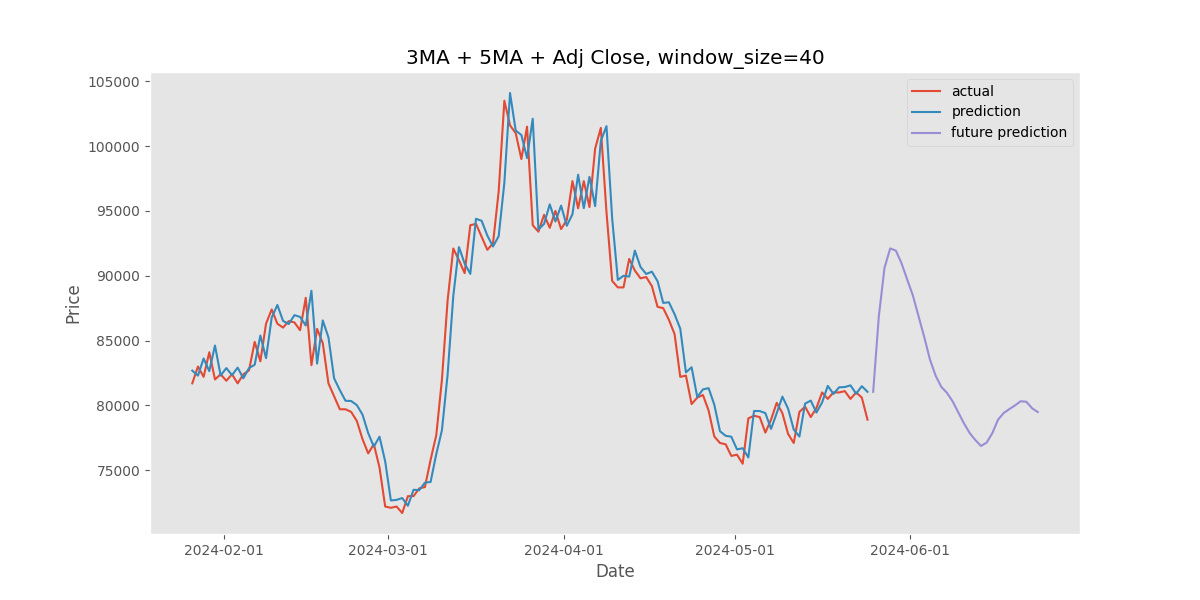 3MA + 5MA + Adj Close, window_size=40
actual
prediction
future prediction
105000
100000
95000
90000
85000
80000
75000
Price
2024-02-01 2024-03-01 2024-04-01 2024-05-01 2024-06-01
Date